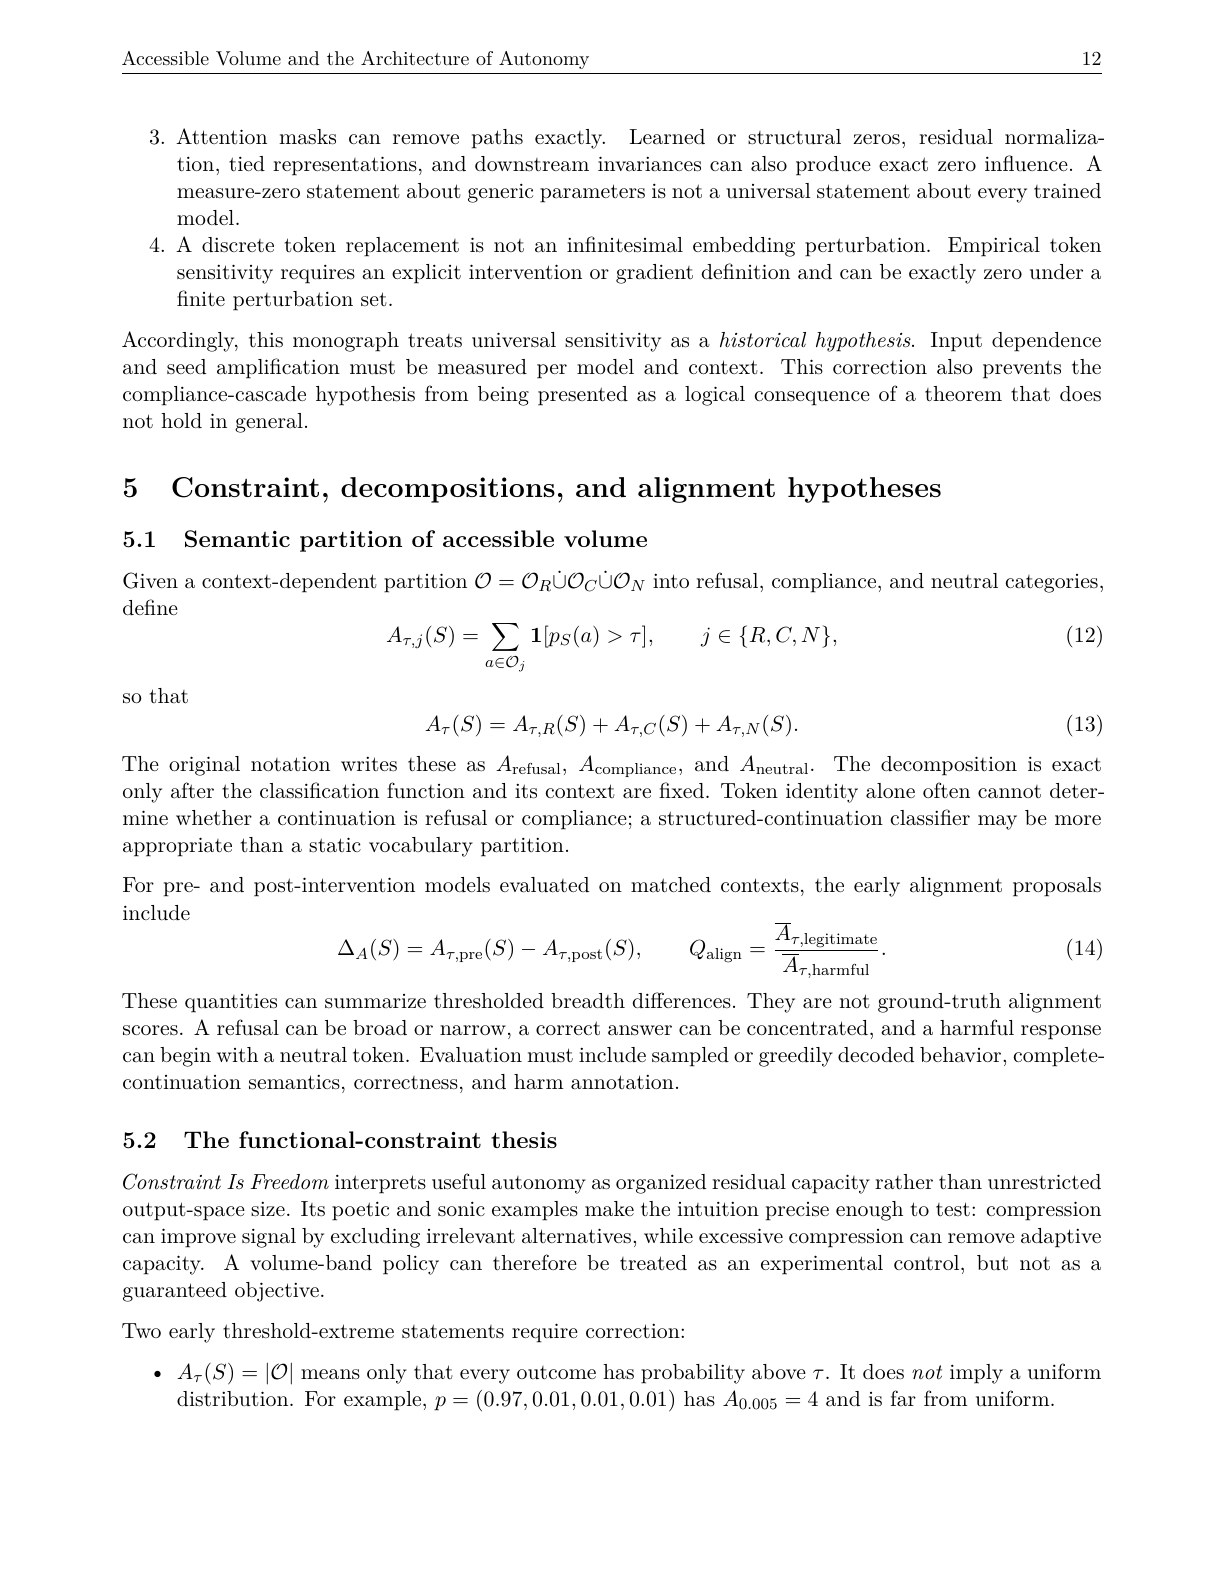 Accessible Volume and the Architecture of Autonomy 12
3. Attention masks can remove paths exactly. Learned or structural zeros, residual normaliza-
tion, tied representations, and downstream invariances can also produce exact zero influence. A
measure-zero statement about generic parameters is not a universal statement about every trained
model.
4. A discrete token replacement is not an infinitesimal embedding perturbation. Empirical token
sensitivity requires an explicit intervention or gradient definition and can be exactly zero under a
finite perturbation set.
Accordingly, this monograph treats universal sensitivity as a historical hypothesis. Input dependence
and seed amplification must be measured per model and context. This correction also prevents the
compliance-cascade hypothesis from being presented as a logical consequence of a theorem that does
not hold in general.
5 Constraint, decompositions, and alignment hypotheses
5.1 Semantic partition of accessible volume
Given a context-dependent partition 𝒪 = 𝒪_R ∪̇ 𝒪_C ∪̇ 𝒪_N into refusal, compliance, and neutral categories,
define
A_{τ,j}(S) = ∑_{a∈𝒪_j} 1[p_S(a) > τ], j ∈ {R, C, N}, (12)
so that
A_τ(S) = A_{τ,R}(S) + A_{τ,C}(S) + A_{τ,N}(S). (13)
The original notation writes these as A_refusal, A_compliance, and A_neutral. The decomposition is exact
only after the classification function and its context are fixed. Token identity alone often cannot deter-
mine whether a continuation is refusal or compliance; a structured-continuation classifier may be more
appropriate than a static vocabulary partition.
For pre- and post-intervention models evaluated on matched contexts, the early alignment proposals
include
Δ_A(S) = A_{τ,pre}(S) − A_{τ,post}(S), Q_align = A̅_{τ,legitimate} / A̅_{τ,harmful}. (14)
These quantities can summarize thresholded breadth differences. They are not ground-truth alignment
scores. A refusal can be broad or narrow, a correct answer can be concentrated, and a harmful response
can begin with a neutral token. Evaluation must include sampled or greedily decoded behavior, complete-
continuation semantics, correctness, and harm annotation.
5.2 The functional-constraint thesis
Constraint Is Freedom interprets useful autonomy as organized residual capacity rather than unrestricted
output-space size. Its poetic and sonic examples make the intuition precise enough to test: compression
can improve signal by excluding irrelevant alternatives, while excessive compression can remove adaptive
capacity. A volume-band policy can therefore be treated as an experimental control, but not as a
guaranteed objective.
Two early threshold-extreme statements require correction:
• A_τ(S) = |𝒪| means only that every outcome has probability above τ. It does not imply a uniform
distribution. For example, p = (0.97, 0.01, 0.01, 0.01) has A_{0.005} = 4 and is far from uniform.